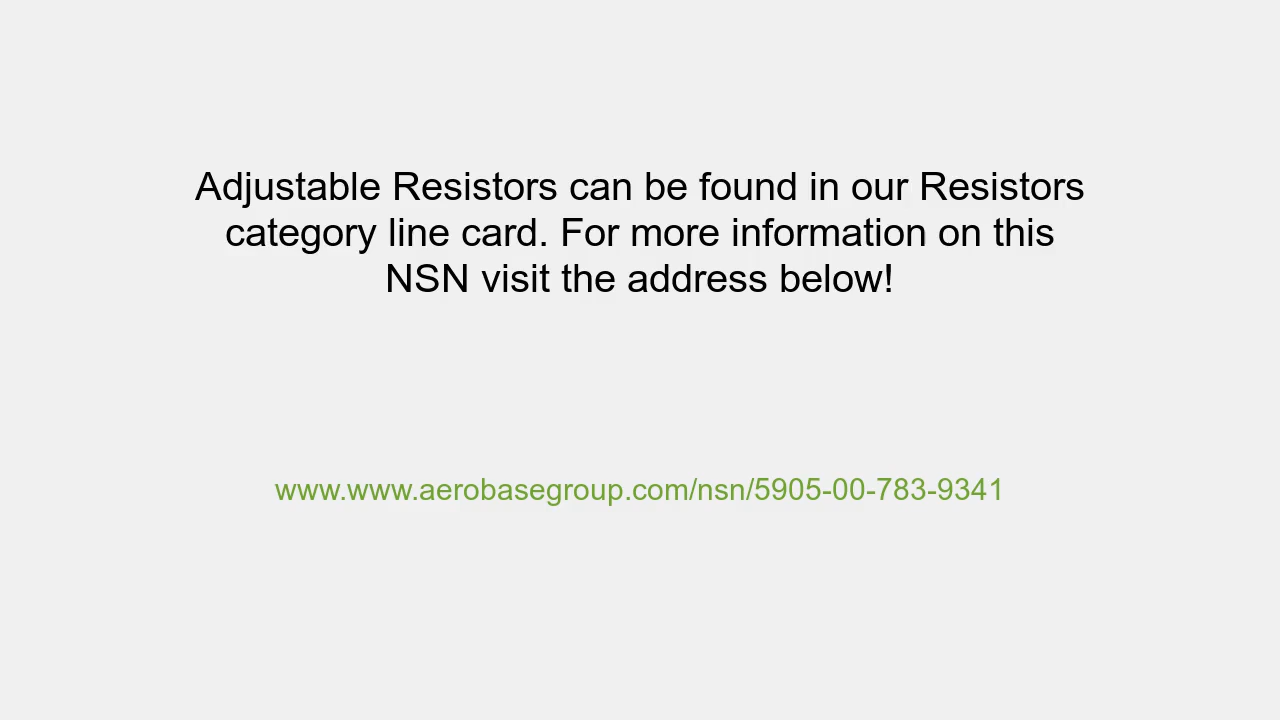 Adjustable Resistors can be found in our Resistors
category line card. For more information on this
NSN visit the address below!
www.www.aerobasegroup.com/nsn/5905-00-783-9341